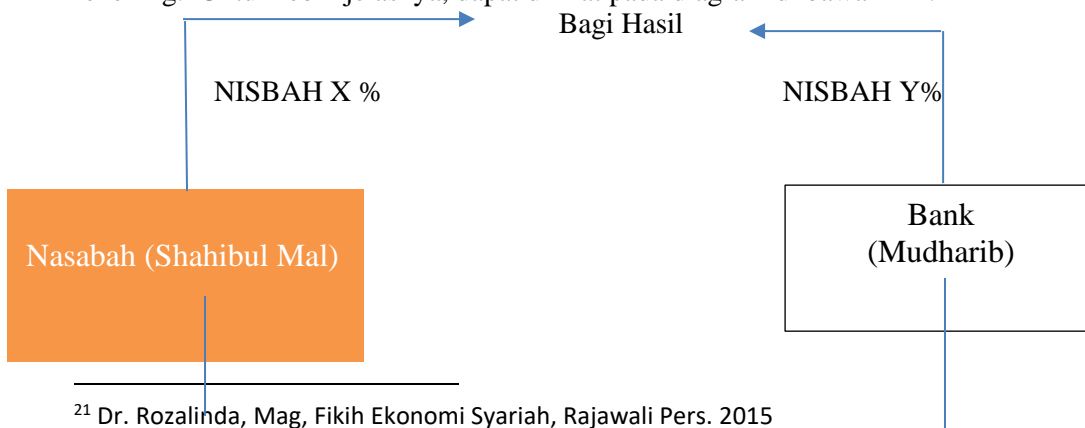 Bagi Hasil
NISBAH X %
NISBAH Y%
Nasabah (Shahibul Mal)
Bank
(Mudharib)
21 Dr. Rozalinda, Mag, Fikih Ekonomi Syariah, Rajawali Pers. 2015